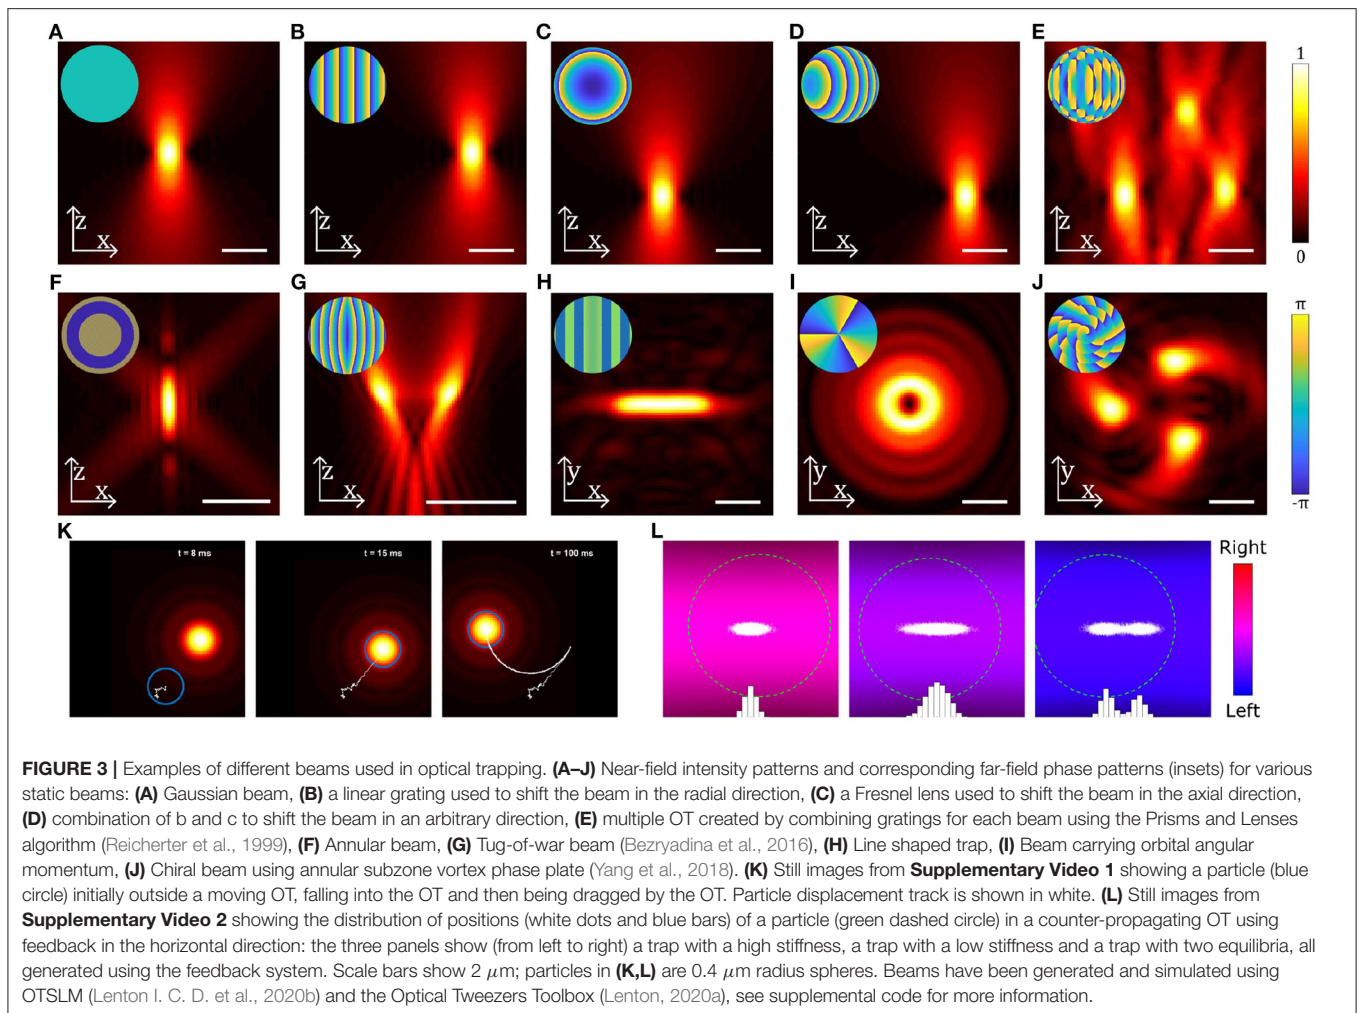 A B C D E
z x z x z x z x z x
1
0
F G H I J
z x z x y x y x y x
π
-π
K L
t = 8 ms t = 15 ms t = 100 ms
Right
Left
FIGURE 3 | Examples of different beams used in optical trapping. (A–J) Near-field intensity patterns and corresponding far-field phase patterns (insets) for various
static beams: (A) Gaussian beam, (B) a linear grating used to shift the beam in the radial direction, (C) a Fresnel lens used to shift the beam in the axial direction,
(D) combination of b and c to shift the beam in an arbitrary direction, (E) multiple OT created by combining gratings for each beam using the Prisms and Lenses
algorithm (Reicherter et al., 1999), (F) Annular beam, (G) Tug-of-war beam (Bezryadina et al., 2016), (H) Line shaped trap, (I) Beam carrying orbital angular
momentum, (J) Chiral beam using annular subzone vortex phase plate (Yang et al., 2018). (K) Still images from Supplementary Video 1 showing a particle (blue
circle) initially outside a moving OT, falling into the OT and then being dragged by the OT. Particle displacement track is shown in white. (L) Still images from
Supplementary Video 2 showing the distribution of positions (white dots and blue bars) of a particle (green dashed circle) in a counter-propagating OT using
feedback in the horizontal direction: the three panels show (from left to right) a trap with a high stiffness, a trap with a low stiffness and a trap with two equilibria, all
generated using the feedback system. Scale bars show 2 μm; particles in (K,L) are 0.4 μm radius spheres. Beams have been generated and simulated using
OTSLM (Lenton I. C. D. et al., 2020b) and the Optical Tweezers Toolbox (Lenton, 2020a), see supplemental code for more information.